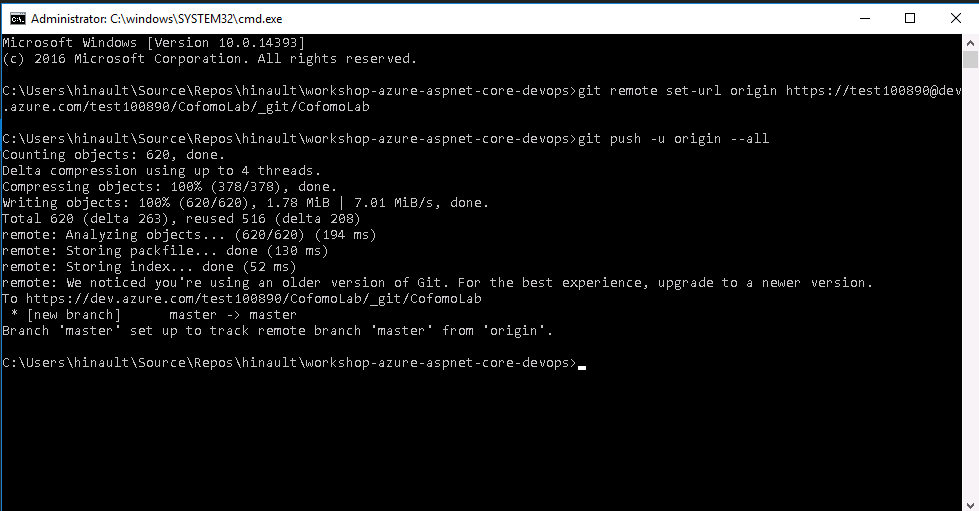 Administrator: C:\windows\SYSTEM32\cmd.exe
Microsoft Windows [Version 10.0.14393]
(c) 2016 Microsoft Corporation. All rights reserved.
C:\Users\hinault\Source\Repos\hinault\workshop-azure-aspnet-core-devops>git remote set-url origin https://test100890@dev
.azure.com/test100890/CofomoLab/_git/CofomoLab
C:\Users\hinault\Source\Repos\hinault\workshop-azure-aspnet-core-devops>git push -u origin --all
Counting objects: 620, done.
Delta compression using up to 4 threads.
Compressing objects: 100% (378/378), done.
Writing objects: 100% (620/620), 1.78 MiB | 7.01 MiB/s, done.
Total 620 (delta 263), reused 516 (delta 208)
remote: Analyzing objects... (620/620) (194 ms)
remote: Storing packfile... done (130 ms)
remote: Storing index... done (52 ms)
remote: We noticed you're using an older version of Git. For the best experience, upgrade to a newer version.
To https://dev.azure.com/test100890/CofomoLab/_git/CofomoLab
 * [new branch]      master -> master
Branch 'master' set up to track remote branch 'master' from 'origin'.
C:\Users\hinault\Source\Repos\hinault\workshop-azure-aspnet-core-devops>